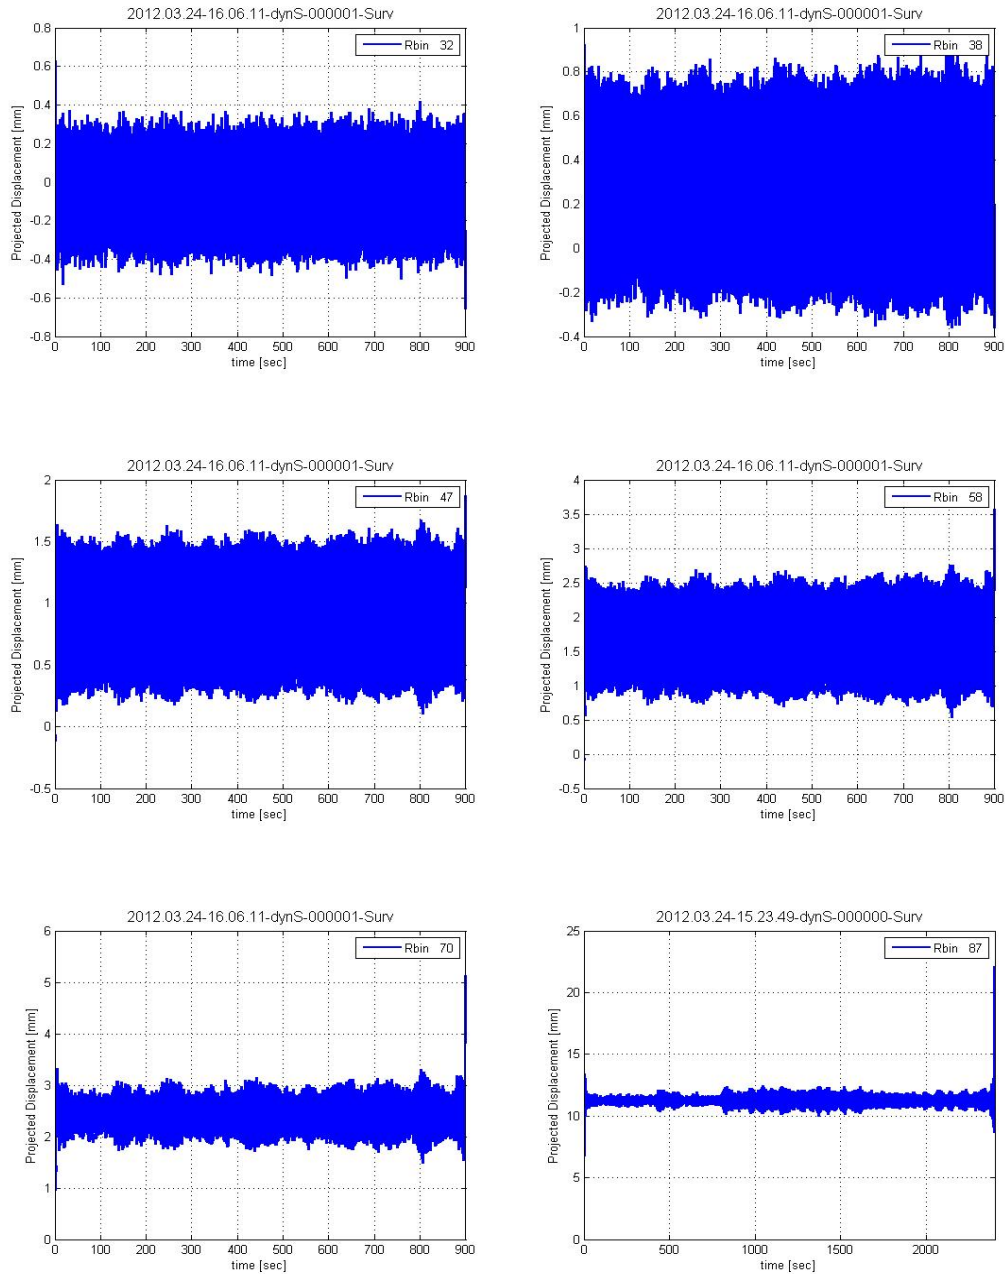 2012.03.24-16.06.11-dynS-000001-Surv
Rbin 32
Projected Displacement [mm]
0.8
0.6
0.4
0.2
0
-0.2
-0.4
-0.6
-0.8
0 100 200 300 400 500 600 700 800 900
time [sec]
2012.03.24-16.06.11-dynS-000001-Surv
Rbin 38
Projected Displacement [mm]
1
0.8
0.6
0.4
0.2
0
-0.2
-0.4
0 100 200 300 400 500 600 700 800 900
time [sec]
2012.03.24-16.06.11-dynS-000001-Surv
Rbin 47
Projected Displacement [mm]
2
1.5
1
0.5
0
-0.5
0 100 200 300 400 500 600 700 800 900
time [sec]
2012.03.24-16.06.11-dynS-000001-Surv
Rbin 58
Projected Displacement [mm]
4
3.5
3
2.5
2
1.5
1
0.5
0
-0.5
0 100 200 300 400 500 600 700 800 900
time [sec]
2012.03.24-16.06.11-dynS-000001-Surv
Rbin 70
Projected Displacement [mm]
6
5
4
3
2
1
0
0 100 200 300 400 500 600 700 800 900
time [sec]
2012.03.24-15.23.49-dynS-000000-Surv
Rbin 87
Projected Displacement [mm]
25
20
15
10
5
0
0 500 1000 1500 2000
time [sec]